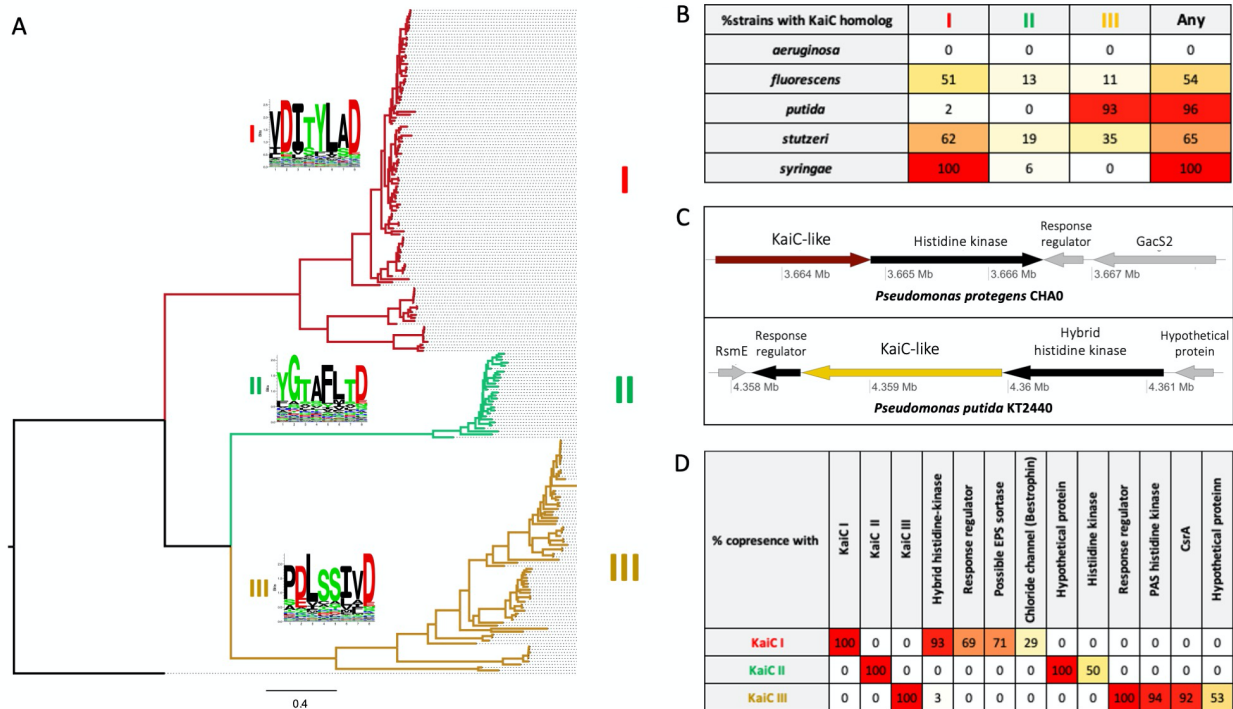 A
I
VDITYLAD
I
II
YGTAFLTD
II
III
PDLSSIVD
III
0.4
B
%strains with KaiC homolog I II III Any
aeruginosa 0 0 0 0
fluorescens 51 13 11 54
putida 2 0 93 96
stutzeri 62 19 35 65
syringae 100 6 0 100
C
KaiC-like Histidine kinase Response regulator GacS2
3.664 Mb 3.665 Mb 3.666 Mb 3.667 Mb
Pseudomonas protegens CHA0
RsmE Response regulator KaiC-like Hybrid histidine kinase Hypothetical protein
4.358 Mb 4.359 Mb 4.36 Mb 4.361 Mb
Pseudomonas putida KT2440
D
% copresence with
KaiC I
KaiC II
KaiC III
Hybrid histidine-kinase
Response regulator
Possible EPS sortase
Chloride channel (Bestrophin)
Hypothetical protein
Histidine kinase
Response regulator
PAS histidine kinase
CsrA
Hypothetical proteinn
KaiC I 100 0 0 93 69 71 29 0 0 0 0 0 0
KaiC II 0 100 0 0 0 0 0 100 50 0 0 0 0
KaiC III 0 0 100 3 0 0 0 0 0 100 94 92 53